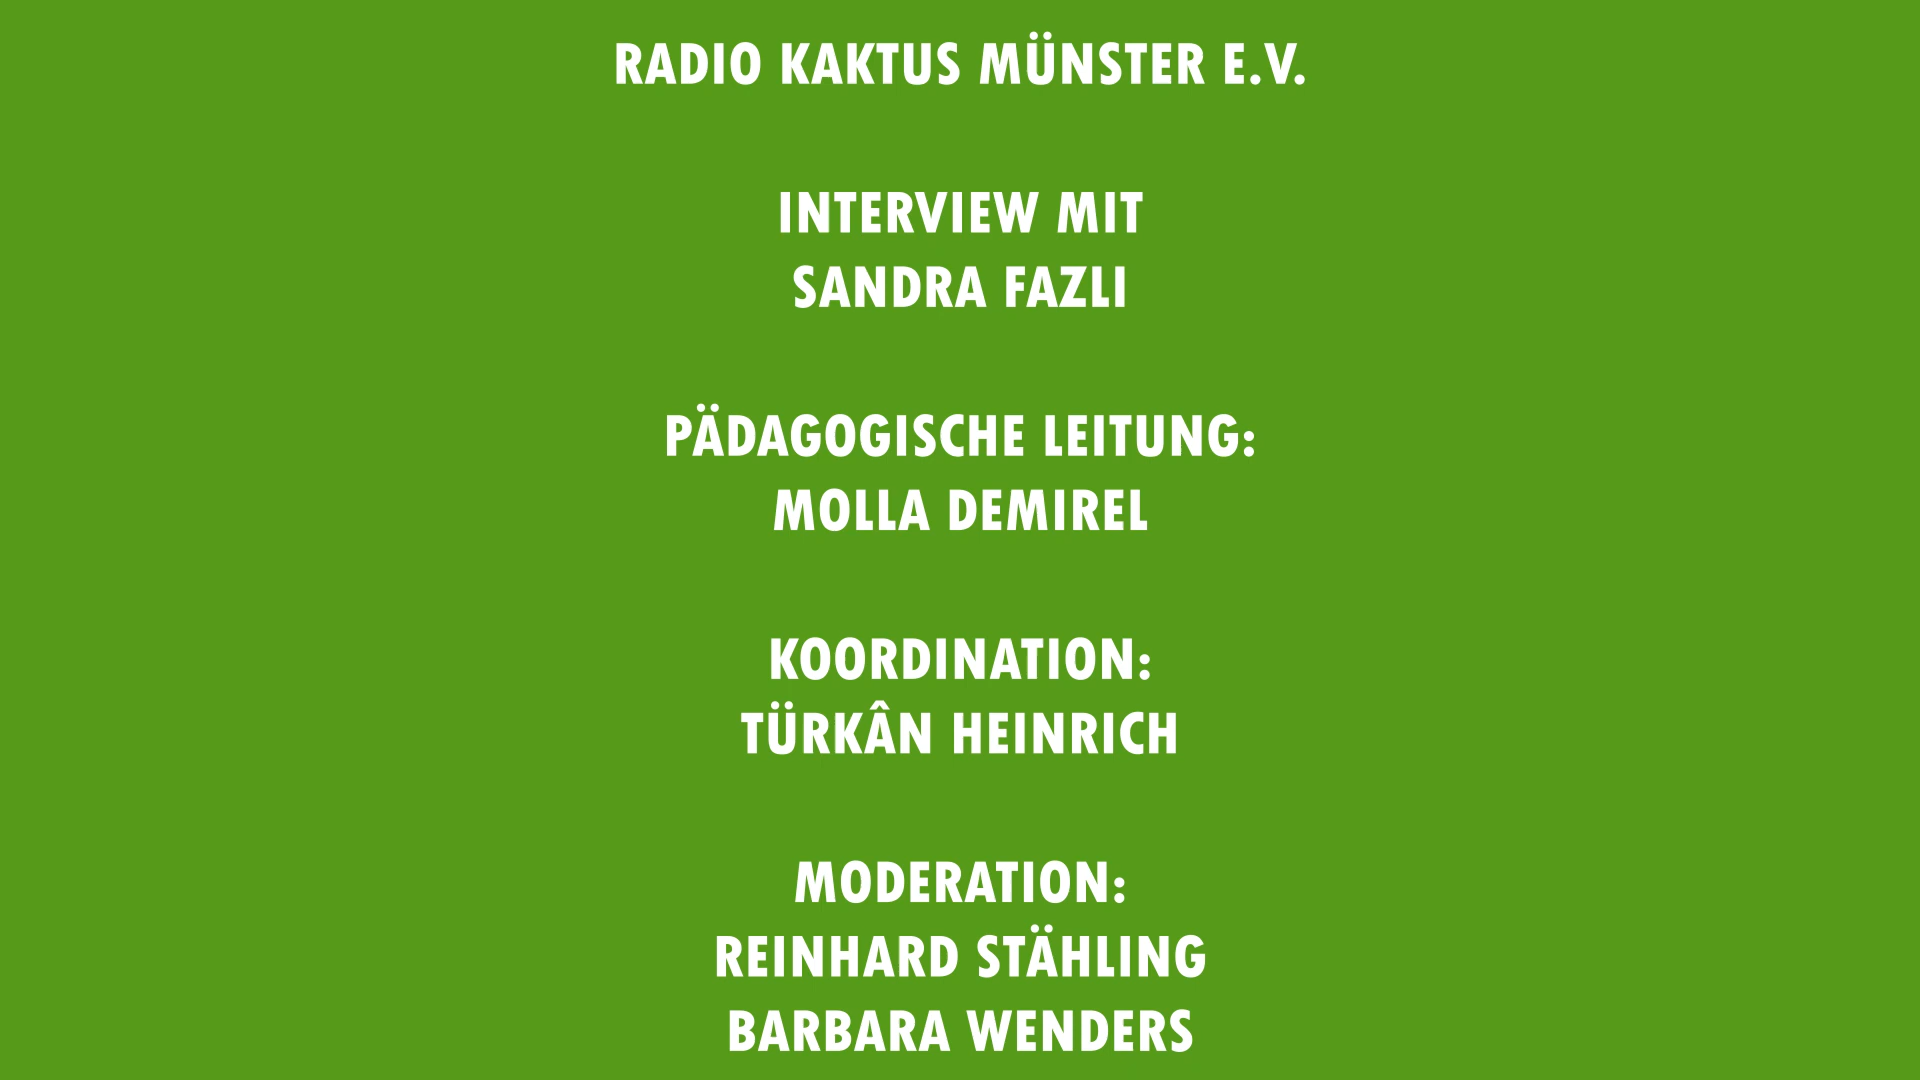 RADIO KAKTUS MÜNSTER E.V.
INTERVIEW MIT
SANDRA FAZLI
PÄDAGOGISCHE LEITUNG:
MOLLA DEMIREL
KOORDINATION:
TÜRKÂN HEINRICH
MODERATION:
REINHARD STÄHLING
BARBARA WENDERS